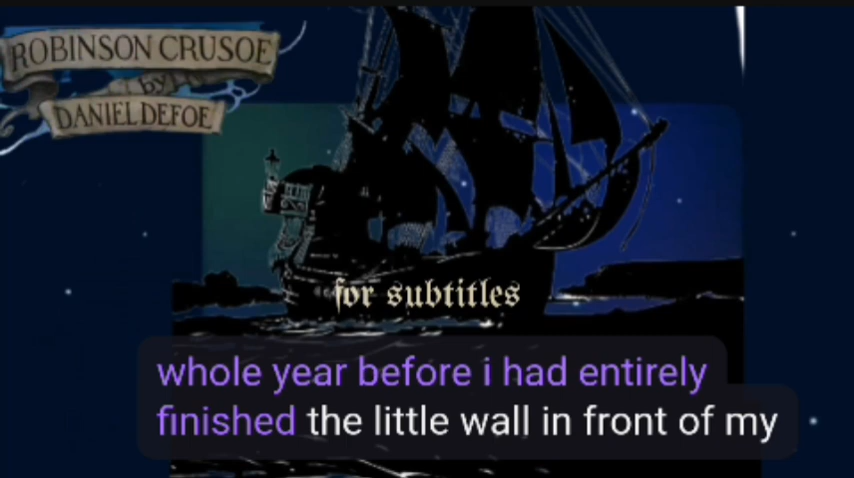 ROBINSON CRUSOE
by
DANIEL DEFOE
for subtitles
whole year before i had entirely
finished the little wall in front of my